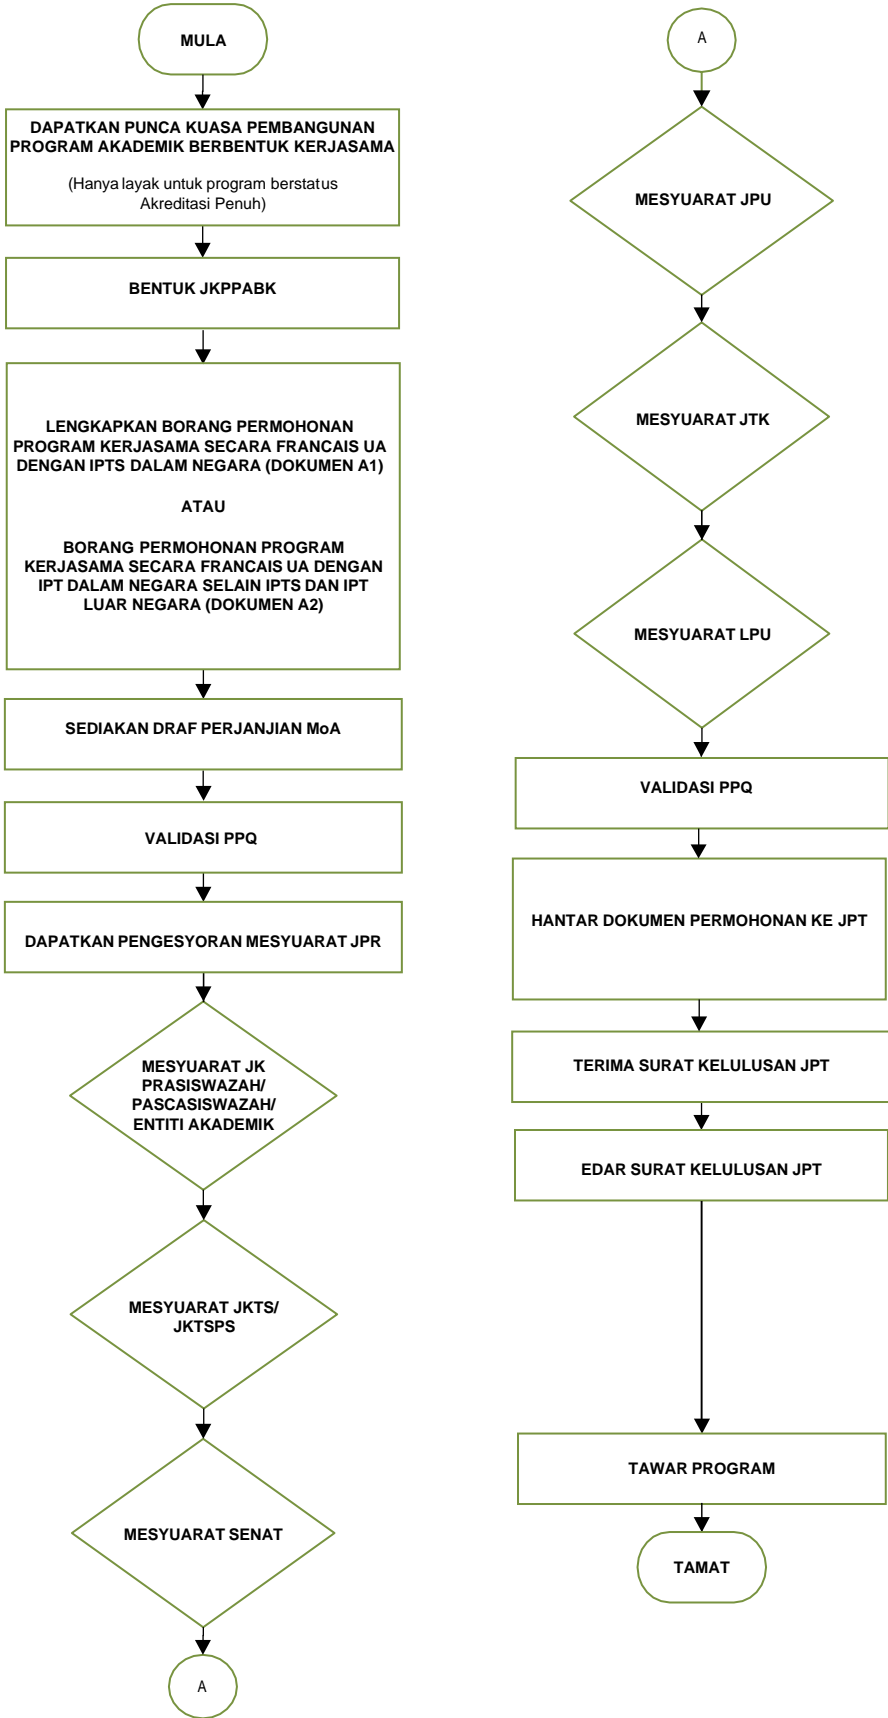 MULA
DAPATKAN PUNCA KUASA PEMBANGUNAN
PROGRAM AKADEMIK BERBENTUK KERJASAMA
(Hanya layak untuk program berstatus
Akreditasi Penuh)
BENTUK JKPPABK
LENGKAPKAN BORANG PERMOHONAN
PROGRAM KERJASAMA SECARA FRANCAIS UA
DENGAN IPTS DALAM NEGARA (DOKUMEN A1)
ATAU
BORANG PERMOHONAN PROGRAM
KERJASAMA SECARA FRANCAIS UA DENGAN
IPT DALAM NEGARA SELAIN IPTS DAN IPT
LUAR NEGARA (DOKUMEN A2)
SEDIAKAN DRAF PERJANJIAN MoA
VALIDASI PPQ
DAPATKAN PENGESYORAN MESYUARAT JPR
MESYUARAT JK
PRASISWAZAH/
PASCASISWAZAH/
ENTITI AKADEMIK
MESYUARAT JKTS/
JKTSPS
MESYUARAT SENAT
A
A
MESYUARAT JPU
MESYUARAT JTK
MESYUARAT LPU
VALIDASI PPQ
HANTAR DOKUMEN PERMOHONAN KE JPT
TERIMA SURAT KELULUSAN JPT
EDAR SURAT KELULUSAN JPT
TAWAR PROGRAM
TAMAT